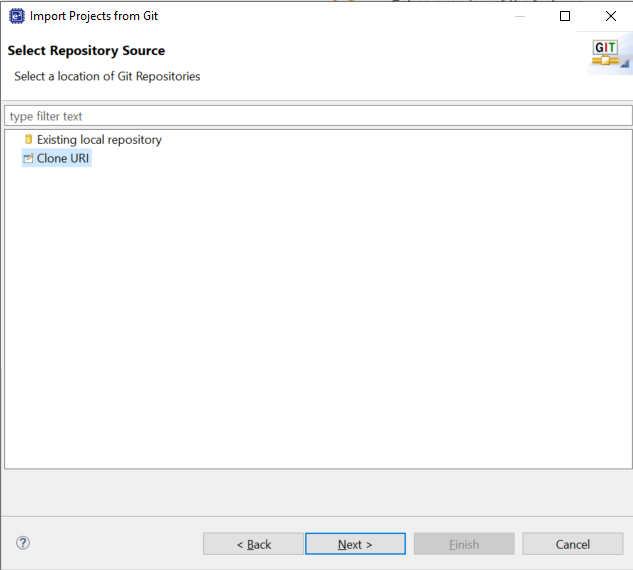 Import Projects from Git
Select Repository Source
Select a location of Git Repositories
GIT
type filter text
Existing local repository
Clone URI
< Back
Next >
Finish
Cancel